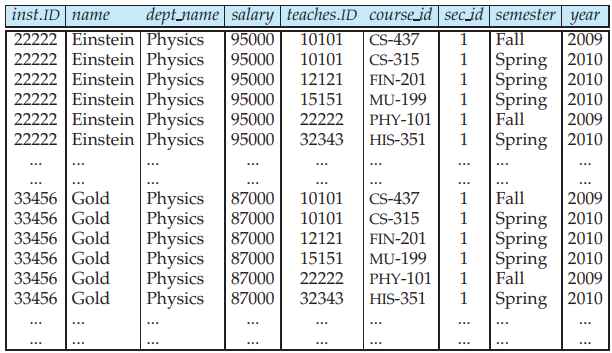 inst.ID name dept_name salary teaches.ID course_id sec_id semester year
22222 Einstein Physics 95000 10101 CS-437 1 Fall 2009
22222 Einstein Physics 95000 10101 CS-315 1 Spring 2010
22222 Einstein Physics 95000 12121 FIN-201 1 Spring 2010
22222 Einstein Physics 95000 15151 MU-199 1 Spring 2010
22222 Einstein Physics 95000 22222 PHY-101 1 Fall 2009
22222 Einstein Physics 95000 32343 HIS-351 1 Spring 2010
... ... ... ... ... ... ... ... ...
... ... ... ... ... ... ... ... ...
33456 Gold Physics 87000 10101 CS-437 1 Fall 2009
33456 Gold Physics 87000 10101 CS-315 1 Spring 2010
33456 Gold Physics 87000 12121 FIN-201 1 Spring 2010
33456 Gold Physics 87000 15151 MU-199 1 Spring 2010
33456 Gold Physics 87000 22222 PHY-101 1 Fall 2009
33456 Gold Physics 87000 32343 HIS-351 1 Spring 2010
... ... ... ... ... ... ... ... ...
... ... ... ... ... ... ... ... ...